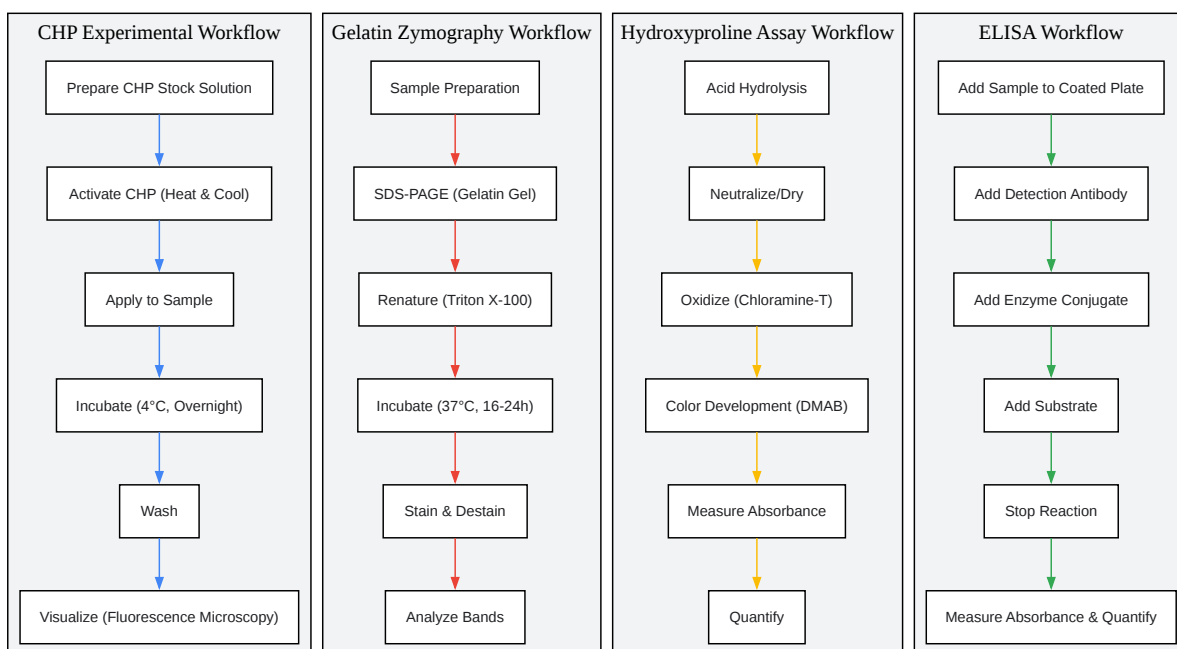 CHP Experimental Workflow
Prepare CHP Stock Solution
Activate CHP (Heat & Cool)
Apply to Sample
Incubate (4°C, Overnight)
Wash
Visualize (Fluorescence Microscopy)
Gelatin Zymography Workflow
Sample Preparation
SDS-PAGE (Gelatin Gel)
Renature (Triton X-100)
Incubate (37°C, 16-24h)
Stain & Destain
Analyze Bands
Hydroxyproline Assay Workflow
Acid Hydrolysis
Neutralize/Dry
Oxidize (Chloramine-T)
Color Development (DMAB)
Measure Absorbance
Quantify
ELISA Workflow
Add Sample to Coated Plate
Add Detection Antibody
Add Enzyme Conjugate
Add Substrate
Stop Reaction
Measure Absorbance & Quantify